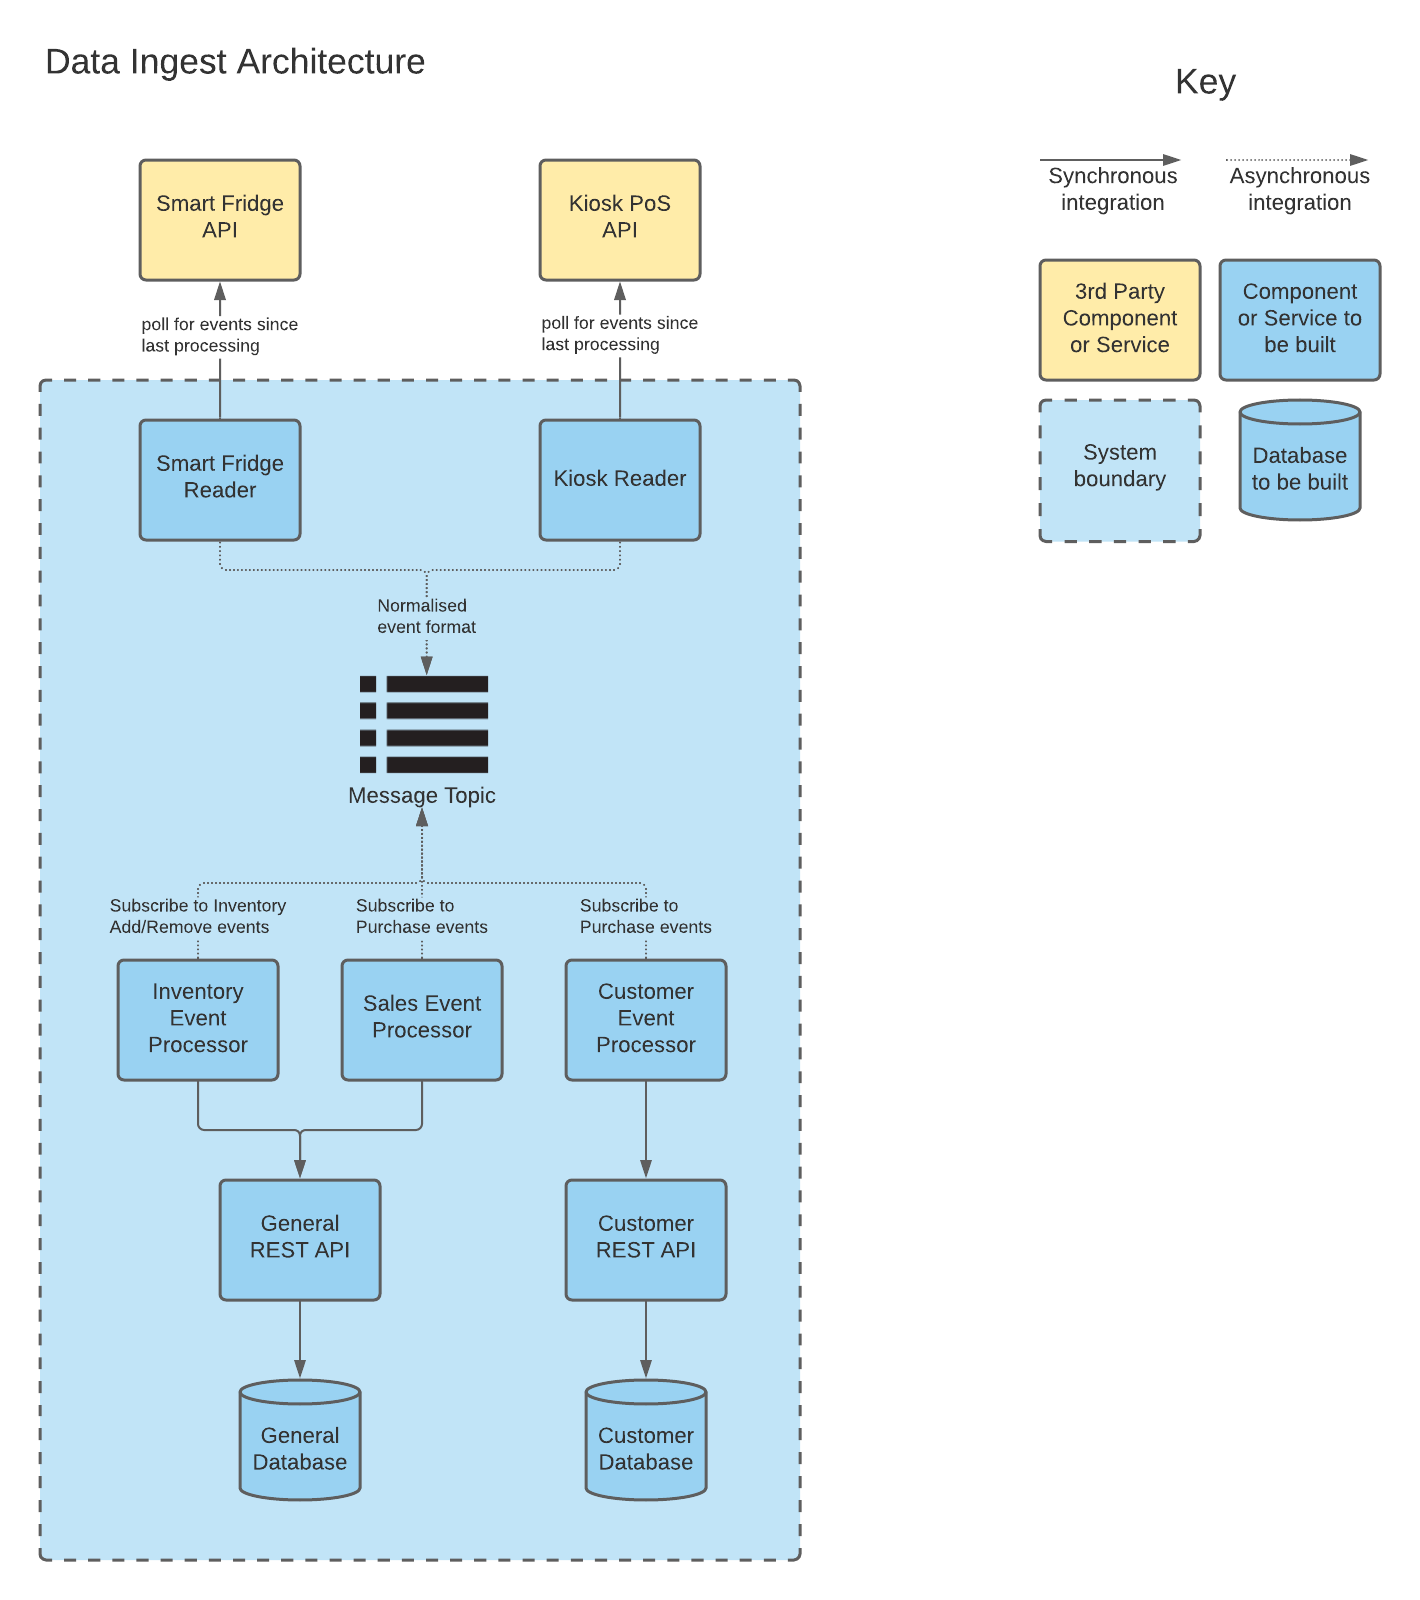 Data Ingest Architecture
Key
Synchronous
integration
Asynchronous
integration
Smart Fridge
API
Kiosk PoS
API
3rd Party
Component
or Service
Component
or Service to
be built
poll for events since
last processing
poll for events since
last processing
System
boundary
Database
to be built
Smart Fridge
Reader
Kiosk Reader
Normalised
event format
Message Topic
Subscribe to Inventory
Add/Remove events
Subscribe to
Purchase events
Subscribe to
Purchase events
Inventory
Event
Processor
Sales Event
Processor
Customer
Event
Processor
General
REST API
Customer
REST API
General
Database
Customer
Database